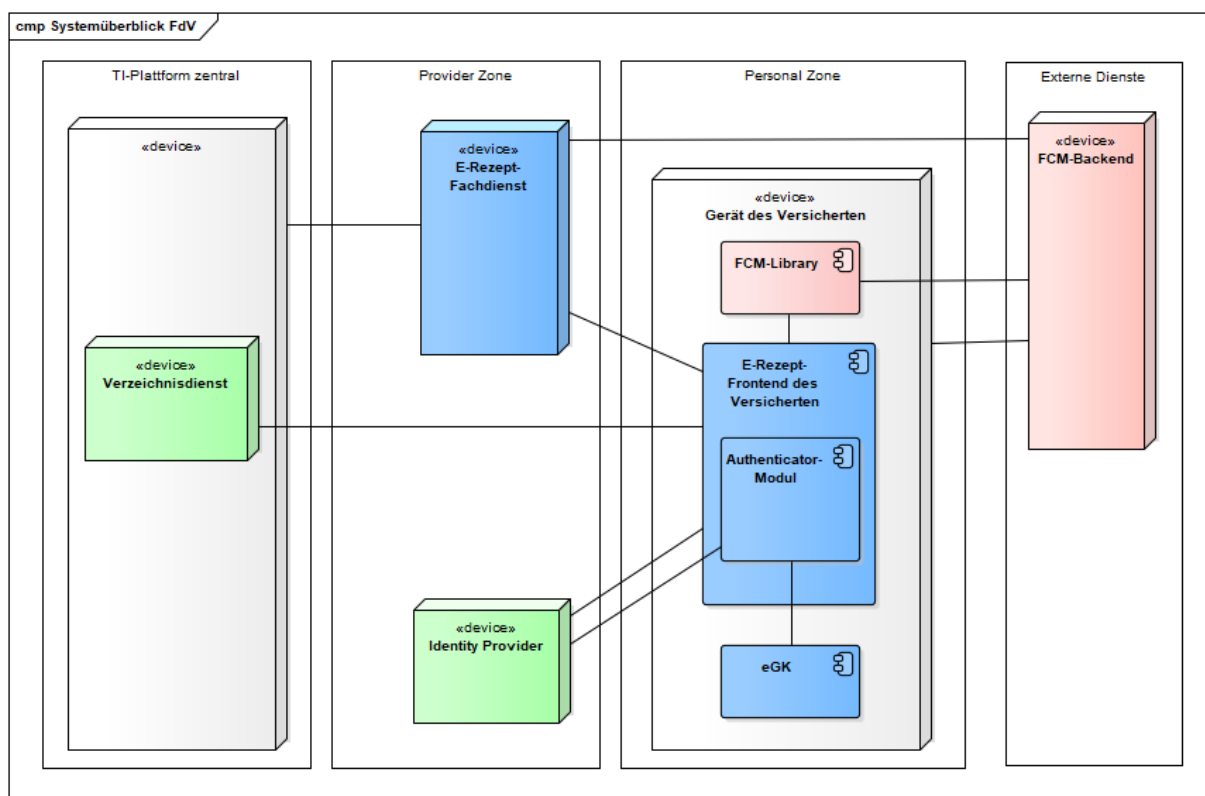 cmp Systemüberblick FdV
TI-Plattform zentral
«device»
«device»
Verzeichnisdienst
Provider Zone
«device»
E-Rezept-
Fachdienst
«device»
Identity Provider
Personal Zone
«device»
Gerät des Versicherten
FCM-Library
E-Rezept-
Frontend des
Versicherten
Authenticator-
Modul
eGK
Externe Dienste
«device»
FCM-Backend